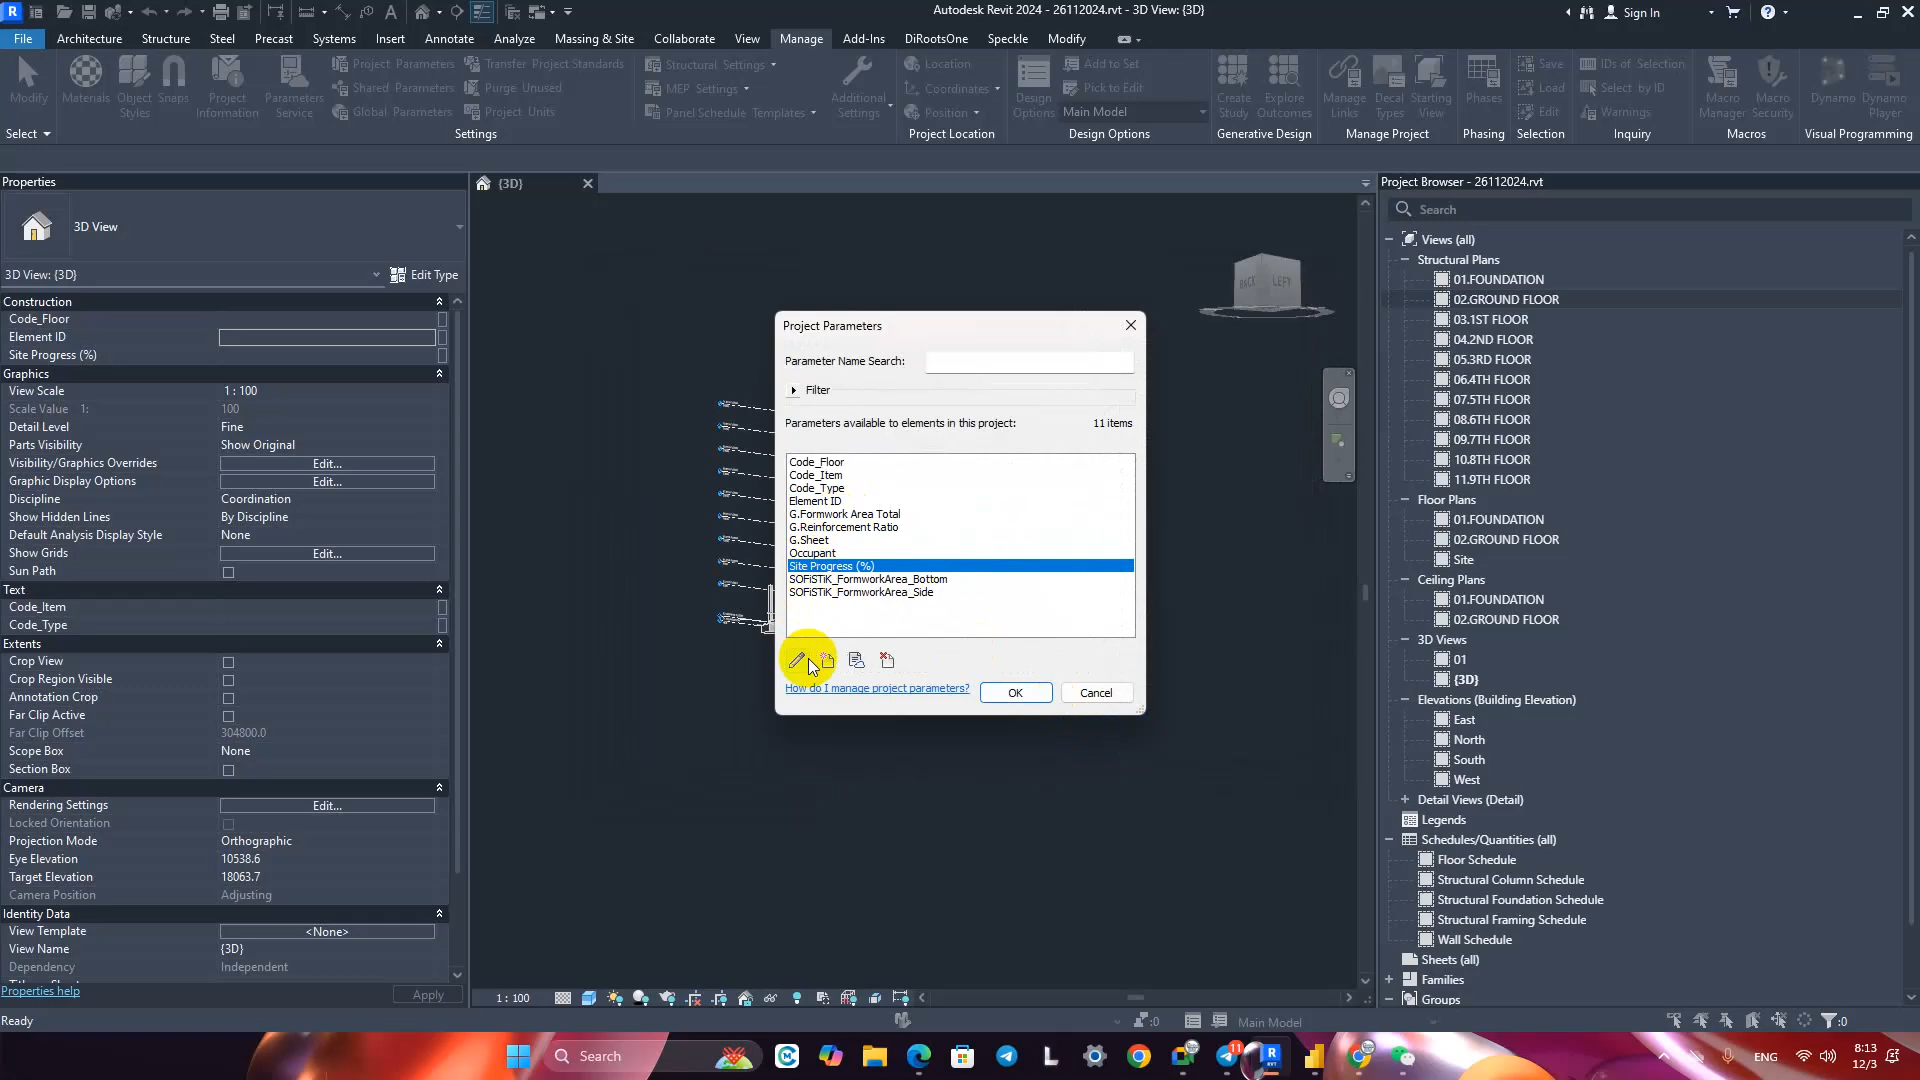 Autodesk Revit 2024 - 26112024.rvt - 3D View: {3D}
Sign In
File
Architecture
Structure
Steel
Precast
Systems
Insert
Annotate
Analyze
Massing & Site
Collaborate
View
Manage
Add-Ins
DiRootsOne
Speckle
Modify
Modify
Materials
Object
Styles
Snaps
Project
Information
Parameters
Service
Project Parameters
Shared Parameters
Global Parameters
Transfer Project Standards
Purge Unused
Project Units
Structural Settings
MEP Settings
Panel Schedule Templates
Additional
Settings
Location
Coordinates
Position
Design
Options
Add to Set
Pick to Edit
Main Model
Create
Study
Explore
Outcomes
Manage
Links
Decal
Types
Starting
View
Phases
Save
Load
Edit
IDs of Selection
Select by ID
Warnings
Macro
Manager
Macro
Security
Dynamo
Dynamo
Player
Select
Settings
Project Location
Design Options
Generative Design
Manage Project
Phasing
Selection
Inquiry
Macros
Visual Programming
Properties
3D View
3D View: {3D}
Edit Type
Construction
Code_Floor
Element ID
Site Progress (%)
Graphics
View Scale 1 : 100
Scale Value 1: 100
Detail Level Fine
Parts Visibility Show Original
Visibility/Graphics Overrides Edit...
Graphic Display Options Edit...
Discipline Coordination
Show Hidden Lines By Discipline
Default Analysis Display Style None
Show Grids Edit...
Sun Path
Text
Code_Item
Code_Type
Extents
Crop View
Crop Region Visible
Annotation Crop
Far Clip Active
Far Clip Offset 304800.0
Scope Box None
Section Box
Camera
Rendering Settings Edit...
Locked Orientation
Projection Mode Orthographic
Eye Elevation 10538.6
Target Elevation 18063.7
Camera Position Adjusting
Identity Data
View Template <None>
View Name {3D}
Dependency Independent
Properties help
Apply
Ready
{3D}
BACK
LEFT
Project Parameters
Parameter Name Search:
Filter
Parameters available to elements in this project: 11 items
Code_Floor
Code_Item
Code_Type
Element ID
G.Formwork Area Total
G.Reinforcement Ratio
G.Sheet
Occupant
Site Progress (%)
SOFiSTiK_FormworkArea_Bottom
SOFiSTiK_FormworkArea_Side
How do I manage project parameters?
OK
Cancel
1 : 100
:0
Main Model
:0
Project Browser - 26112024.rvt
Search
Views (all)
Structural Plans
01.FOUNDATION
02.GROUND FLOOR
03.1ST FLOOR
04.2ND FLOOR
05.3RD FLOOR
06.4TH FLOOR
07.5TH FLOOR
08.6TH FLOOR
09.7TH FLOOR
10.8TH FLOOR
11.9TH FLOOR
Floor Plans
01.FOUNDATION
02.GROUND FLOOR
Site
Ceiling Plans
01.FOUNDATION
02.GROUND FLOOR
3D Views
01
{3D}
Elevations (Building Elevation)
East
North
South
West
Detail Views (Detail)
Legends
Schedules/Quantities (all)
Floor Schedule
Structural Column Schedule
Structural Foundation Schedule
Structural Framing Schedule
Wall Schedule
Sheets (all)
Families
Groups
Search
11
ENG
8:13
12/3